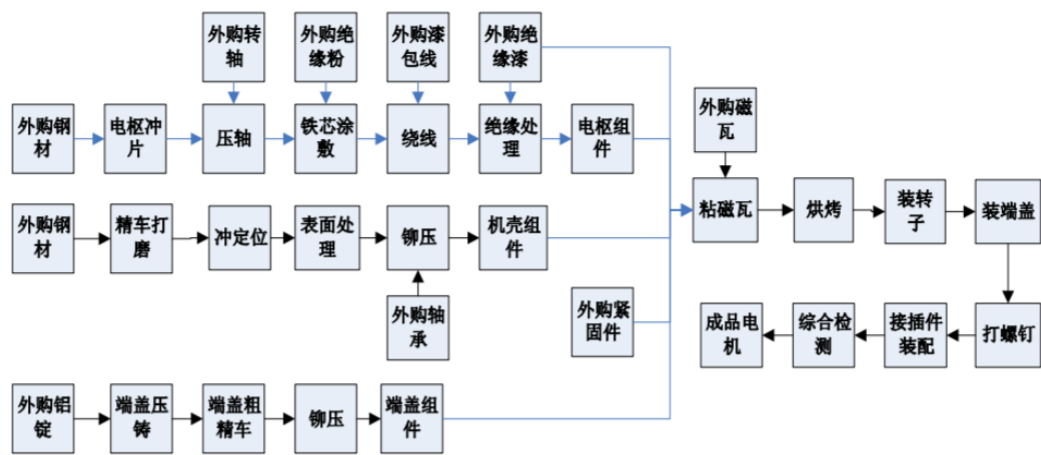 外购转
轴
外购绝
缘粉
外购漆
包线
外购绝
缘漆
外购钢
材
电枢冲
片
压轴
铁芯涂
敷
绕线
绝缘处
理
电枢组
件
外购磁
瓦
外购钢
材
精车打
磨
冲定位
表面处
理
铆压
机壳组
件
粘磁瓦
烘烤
装转
子
装端盖
外购轴
承
外购紧
固件
成品电
机
综合检
测
接插件
装配
打螺钉
外购铝
锭
端盖压
铸
端盖粗
精车
铆压
端盖组
件